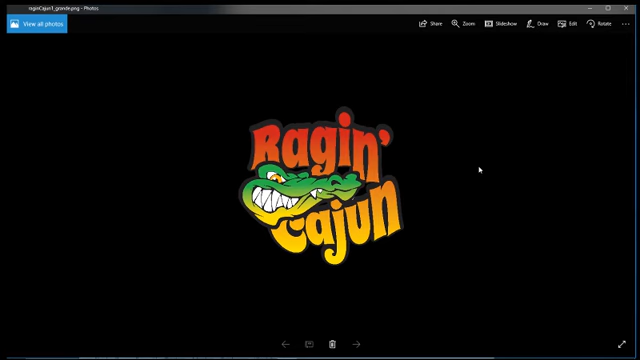 raginCajun1_grande.png - Photos
View all photos
Share
Zoom
Slideshow
Draw
Edit
Rotate
Ragin'
Cajun